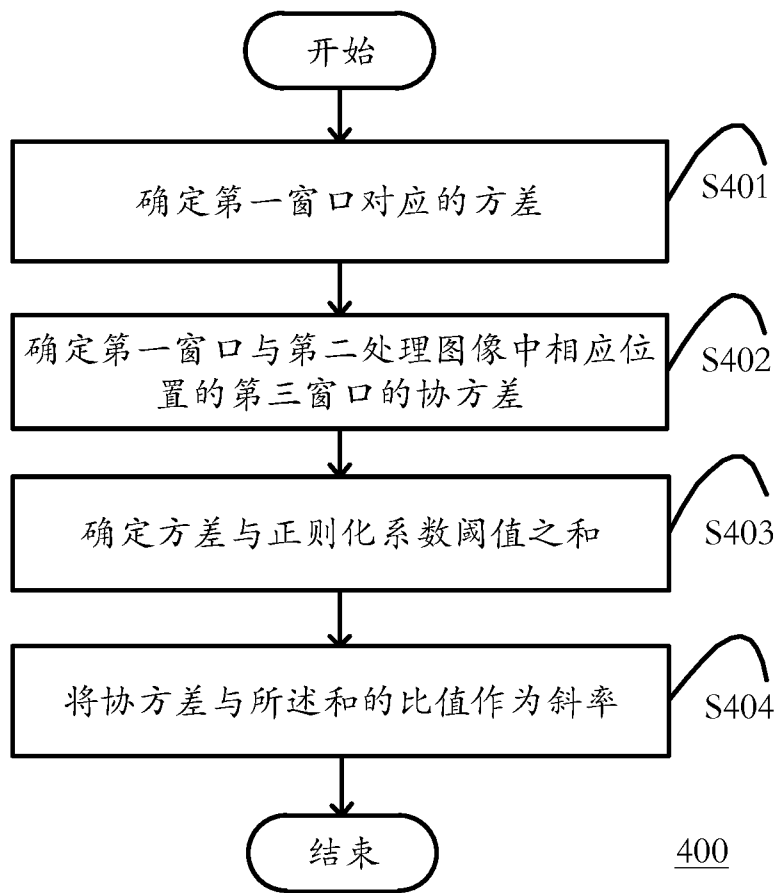 开始
确定第一窗口对应的方差
S401
确定第一窗口与第二处理图像中相应位
置的第三窗口的协方差
S402
确定方差与正则化系数阈值之和
S403
将协方差与所述和的比值作为斜率
S404
结束
400